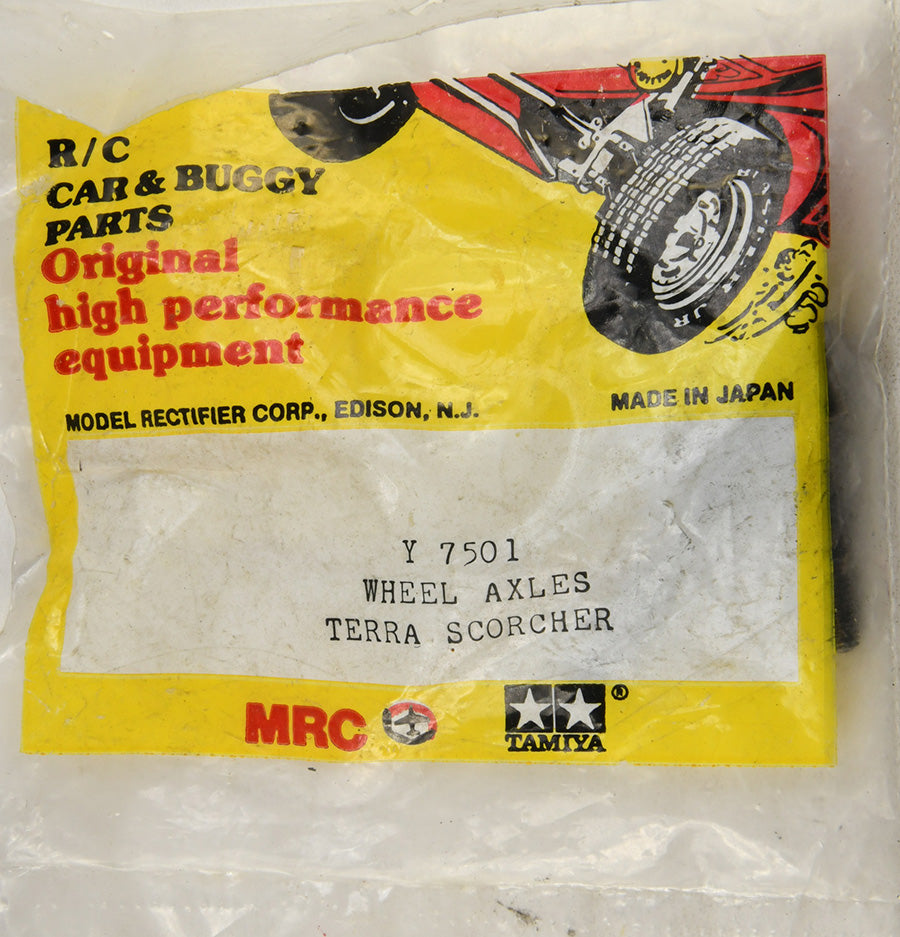 R/C
CAR & BUGGY
PARTS
Original
high performance
equipment
MODEL RECTIFIER CORP., EDISON, N.J.
MADE IN JAPAN
Y 7501
WHEEL AXLES
TERRA SCORCHER
MRC
TAMIYA
®